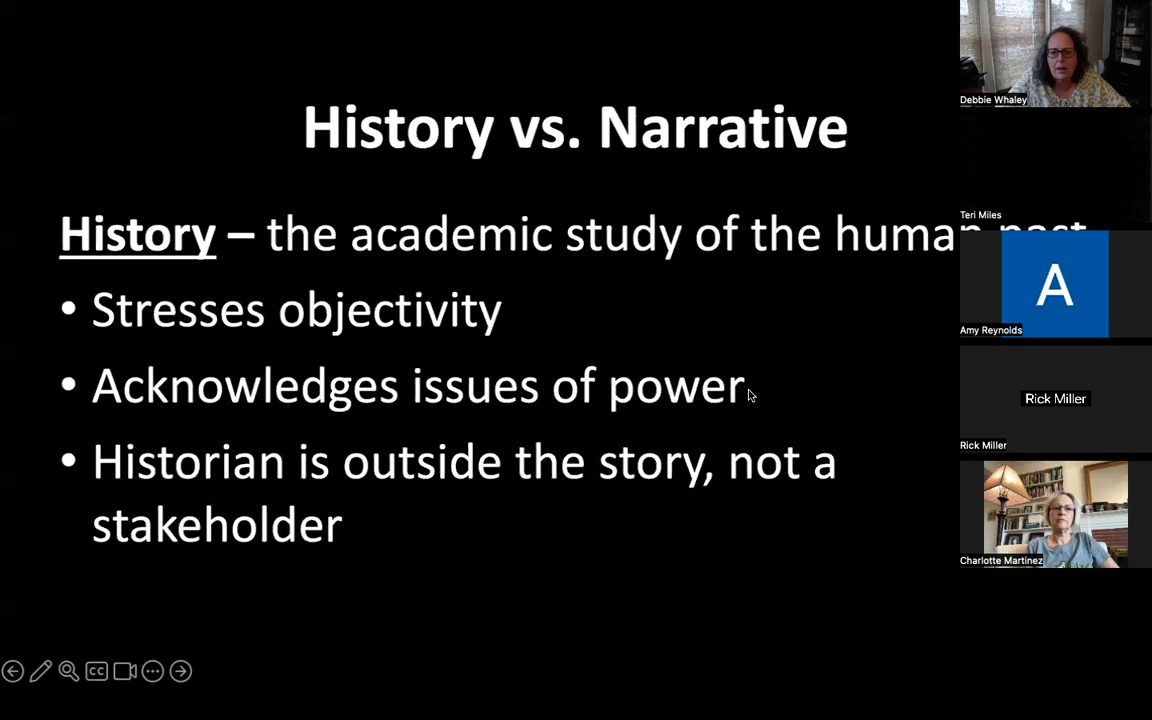 History vs. Narrative
History – the academic study of the human past
• Stresses objectivity
• Acknowledges issues of power
• Historian is outside the story, not a
stakeholder
Debbie Whaley
Teri Miles
A
Amy Reynolds
Rick Miller
Rick Miller
Charlotte Martinez
CC